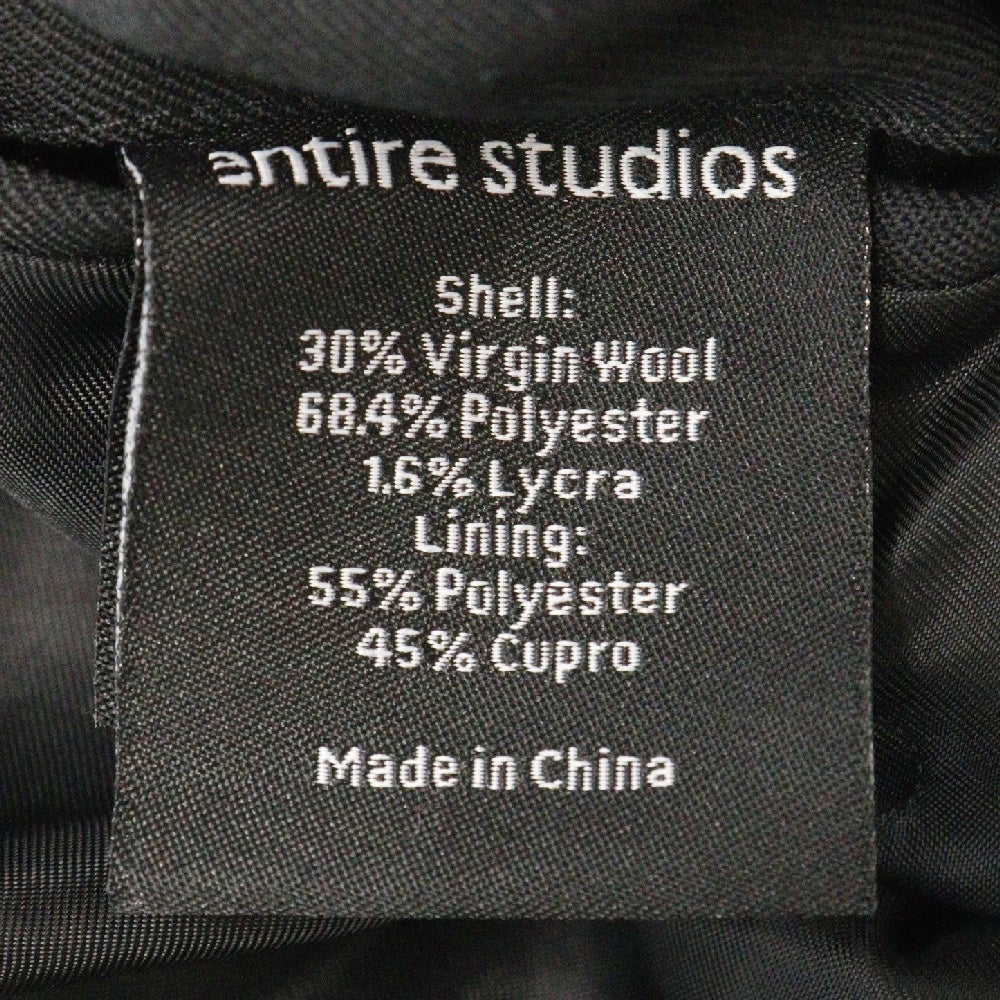 entire studios
Shell:
30% Virgin Wool
68.4% Polyester
1.6% Lycra
Lining:
55% Polyester
45% Cupro
Made in China